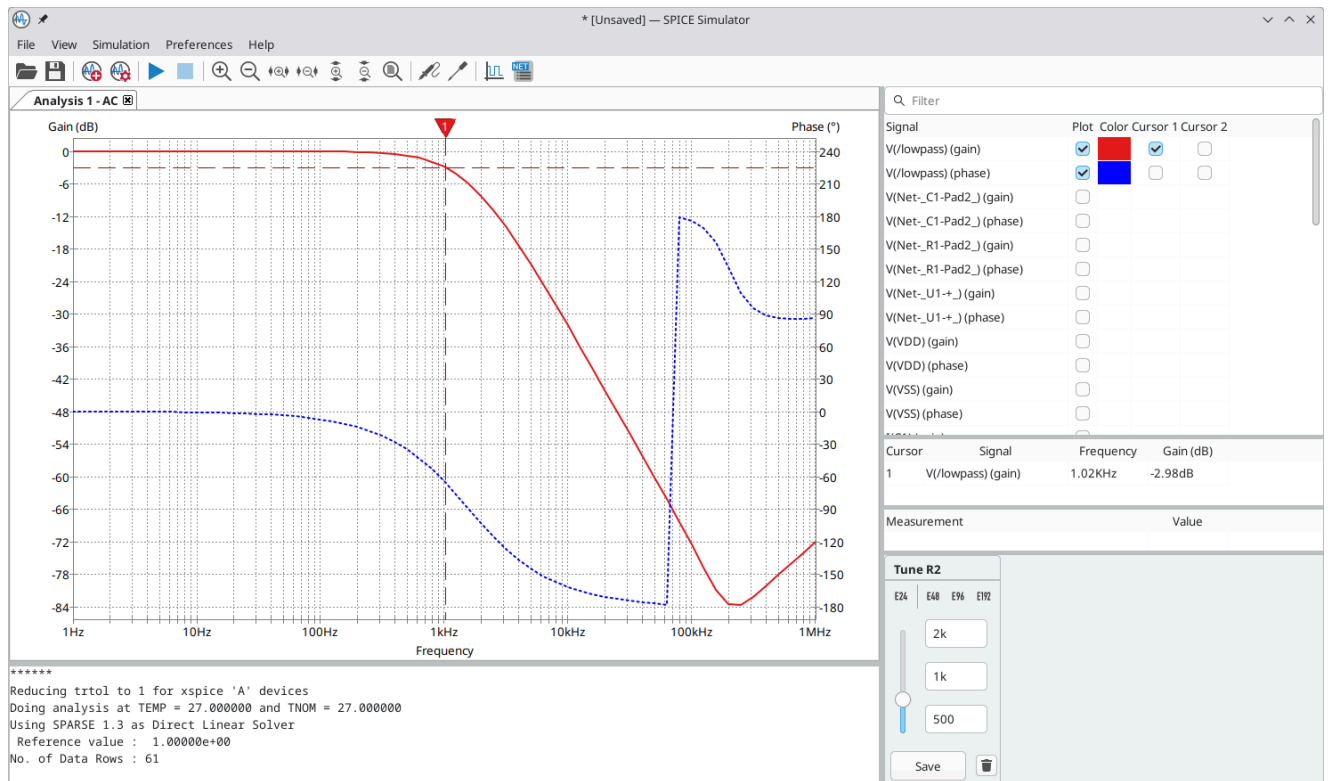 * [Unsaved] — SPICE Simulator
File View Simulation Preferences Help
NET
Analysis 1 - AC
Gain (dB)
1
Phase (°)
0
-6
-12
-18
-24
-30
-36
-42
-48
-54
-60
-66
-72
-78
-84
240
210
180
150
120
90
60
30
0
-30
-60
-90
-120
-150
-180
1Hz 10Hz 100Hz 1kHz 10kHz 100kHz 1MHz
Frequency
Filter
Signal Plot Color Cursor 1 Cursor 2
V(/lowpass) (gain)
V(/lowpass) (phase)
V(Net-_C1-Pad2_) (gain)
V(Net-_C1-Pad2_) (phase)
V(Net-_R1-Pad2_) (gain)
V(Net-_R1-Pad2_) (phase)
V(Net-_U1-+_) (gain)
V(Net-_U1-+_) (phase)
V(VDD) (gain)
V(VDD) (phase)
V(VSS) (gain)
V(VSS) (phase)
Cursor Signal Frequency Gain (dB)
1 V(/lowpass) (gain) 1.02KHz -2.98dB
Measurement Value
Tune R2
E24 E48 E96 E192
2k
1k
500
Save
******
Reducing trtol to 1 for xspice 'A' devices
Doing analysis at TEMP = 27.000000 and TNOM = 27.000000
Using SPARSE 1.3 as Direct Linear Solver
Reference value : 1.00000e+00
No. of Data Rows : 61